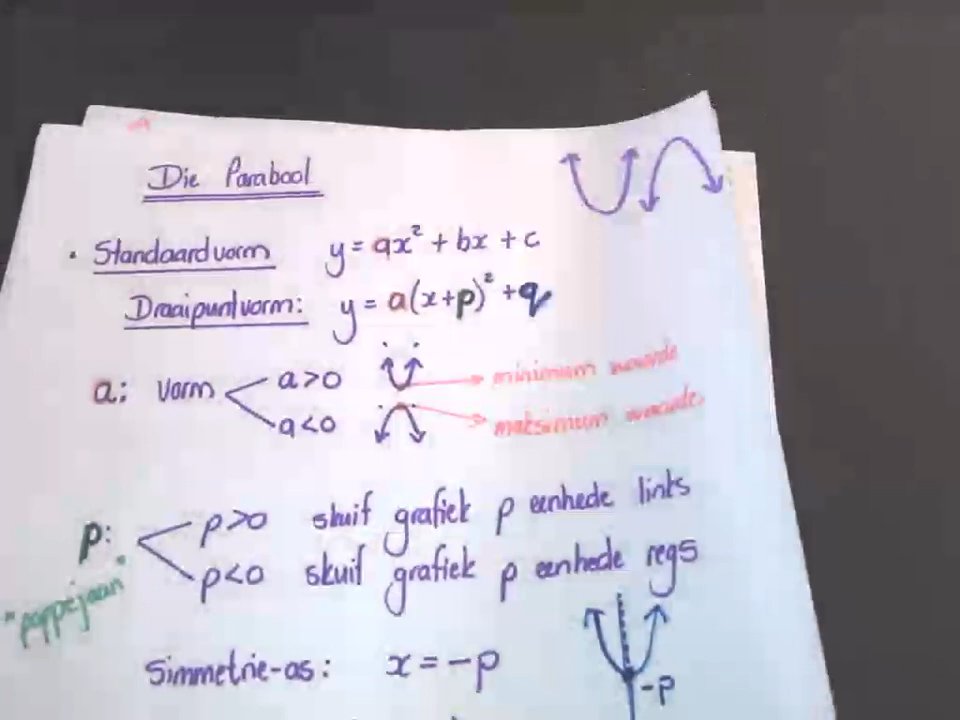 Die Parabool
• Standaardvorm y = ax² + bx + c
Draaipuntvorm: y = a(x+p)² + q
a: vorm a>0 minimum waarde
a<0 maksimum waarde
p: p>0 skuif grafiek p eenhede links
p<0 skuif grafiek p eenhede regs
"poppejaan"
Simmetrie-as: x = -p
-p